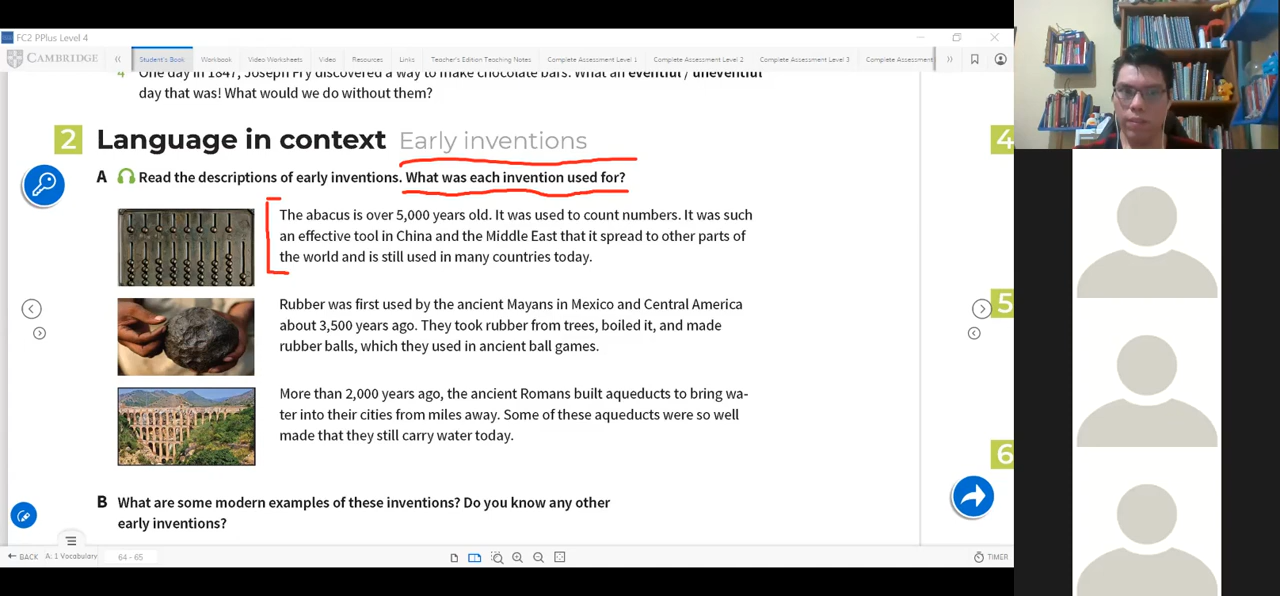 FC2 PPlus Level 4
CAMBRIDGE
Student's Book
Workbook
Video Worksheets
Video
Resources
Links
Teacher's Edition Teaching Notes
Complete Assessment Level 1
Complete Assessment Level 2
Complete Assessment Level 3
Complete Assessmen
4 One day in 1847, Joseph Fry discovered a way to make chocolate bars. What an eventful / uneventful
day that was! What would we do without them?
2 Language in context Early inventions
4
A Read the descriptions of early inventions. What was each invention used for?
The abacus is over 5,000 years old. It was used to count numbers. It was such
an effective tool in China and the Middle East that it spread to other parts of
the world and is still used in many countries today.
Rubber was first used by the ancient Mayans in Mexico and Central America
about 3,500 years ago. They took rubber from trees, boiled it, and made
rubber balls, which they used in ancient ball games.
5
More than 2,000 years ago, the ancient Romans built aqueducts to bring wa-
ter into their cities from miles away. Some of these aqueducts were so well
made that they still carry water today.
6
B What are some modern examples of these inventions? Do you know any other
early inventions?
BACK
A: 1 Vocabulary
64 - 65
TIMER